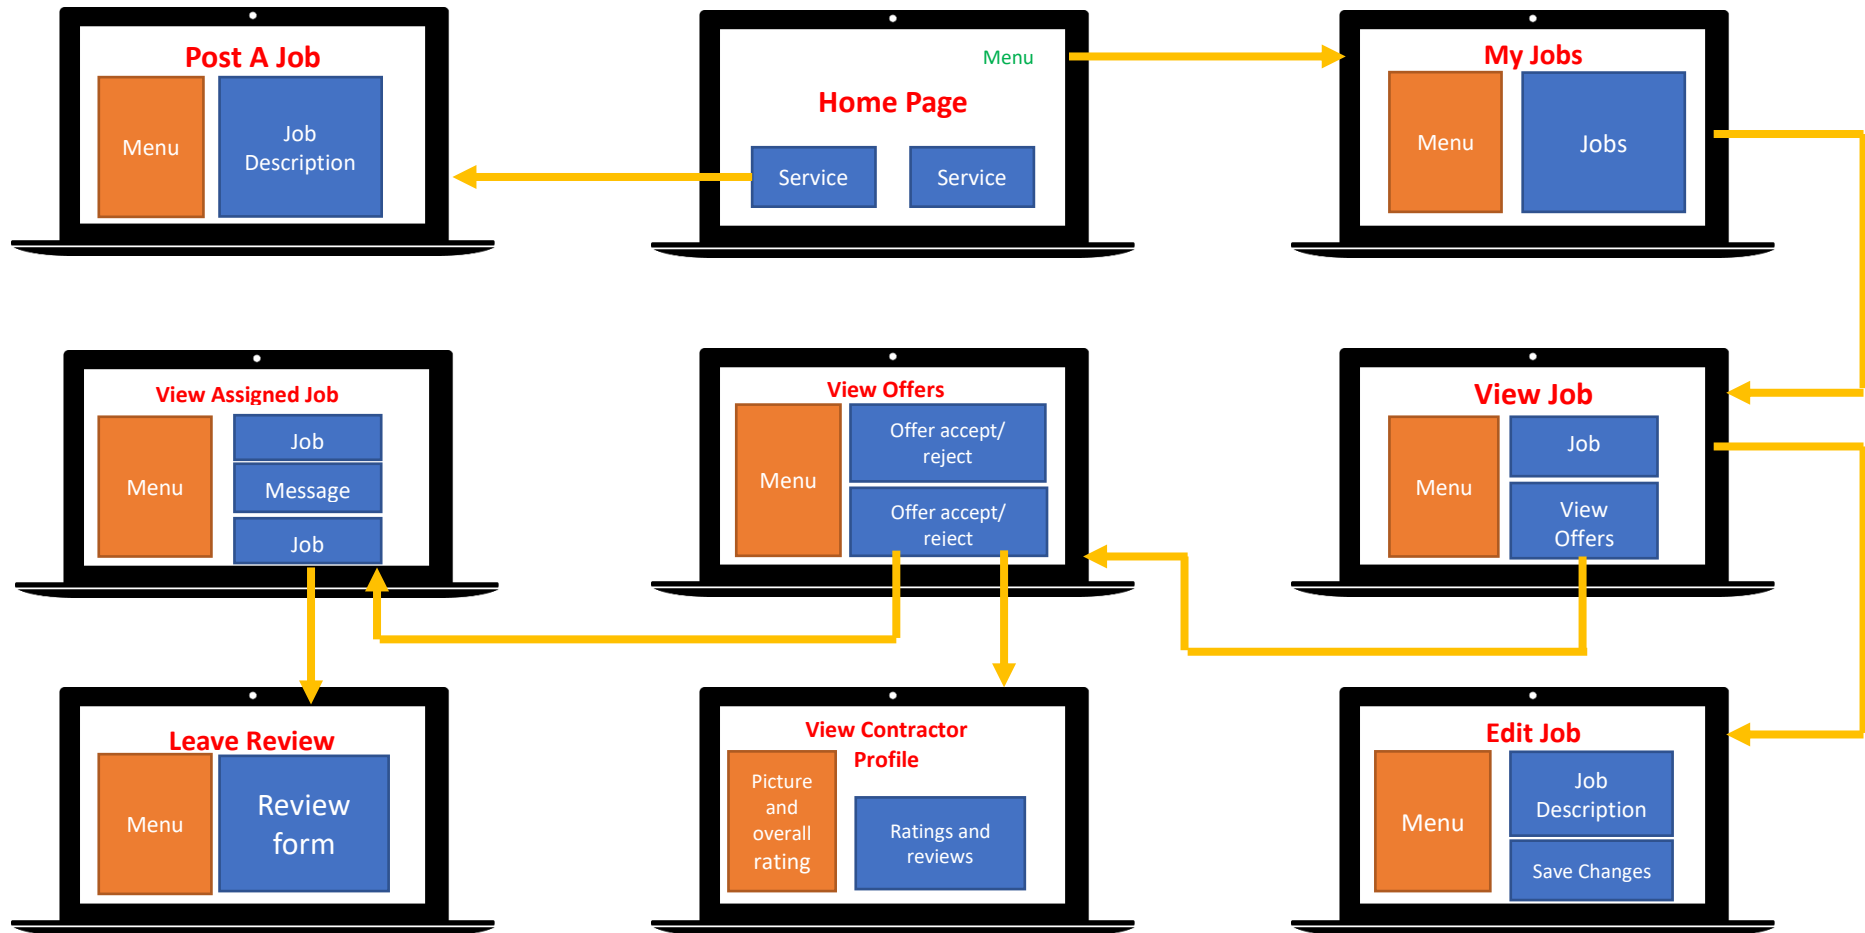 Post A Job
Menu
Job
Description
Menu
Home Page
Service
Service
My Jobs
Menu
Jobs
View Assigned Job
Menu
Job
Message
Job
View Offers
Menu
Offer accept/
reject
Offer accept/
reject
View Job
Menu
Job
View
Offers
Leave Review
Menu
Review
form
View Contractor
Profile
Picture
and
overall
rating
Ratings and
reviews
Edit Job
Menu
Job
Description
Save Changes